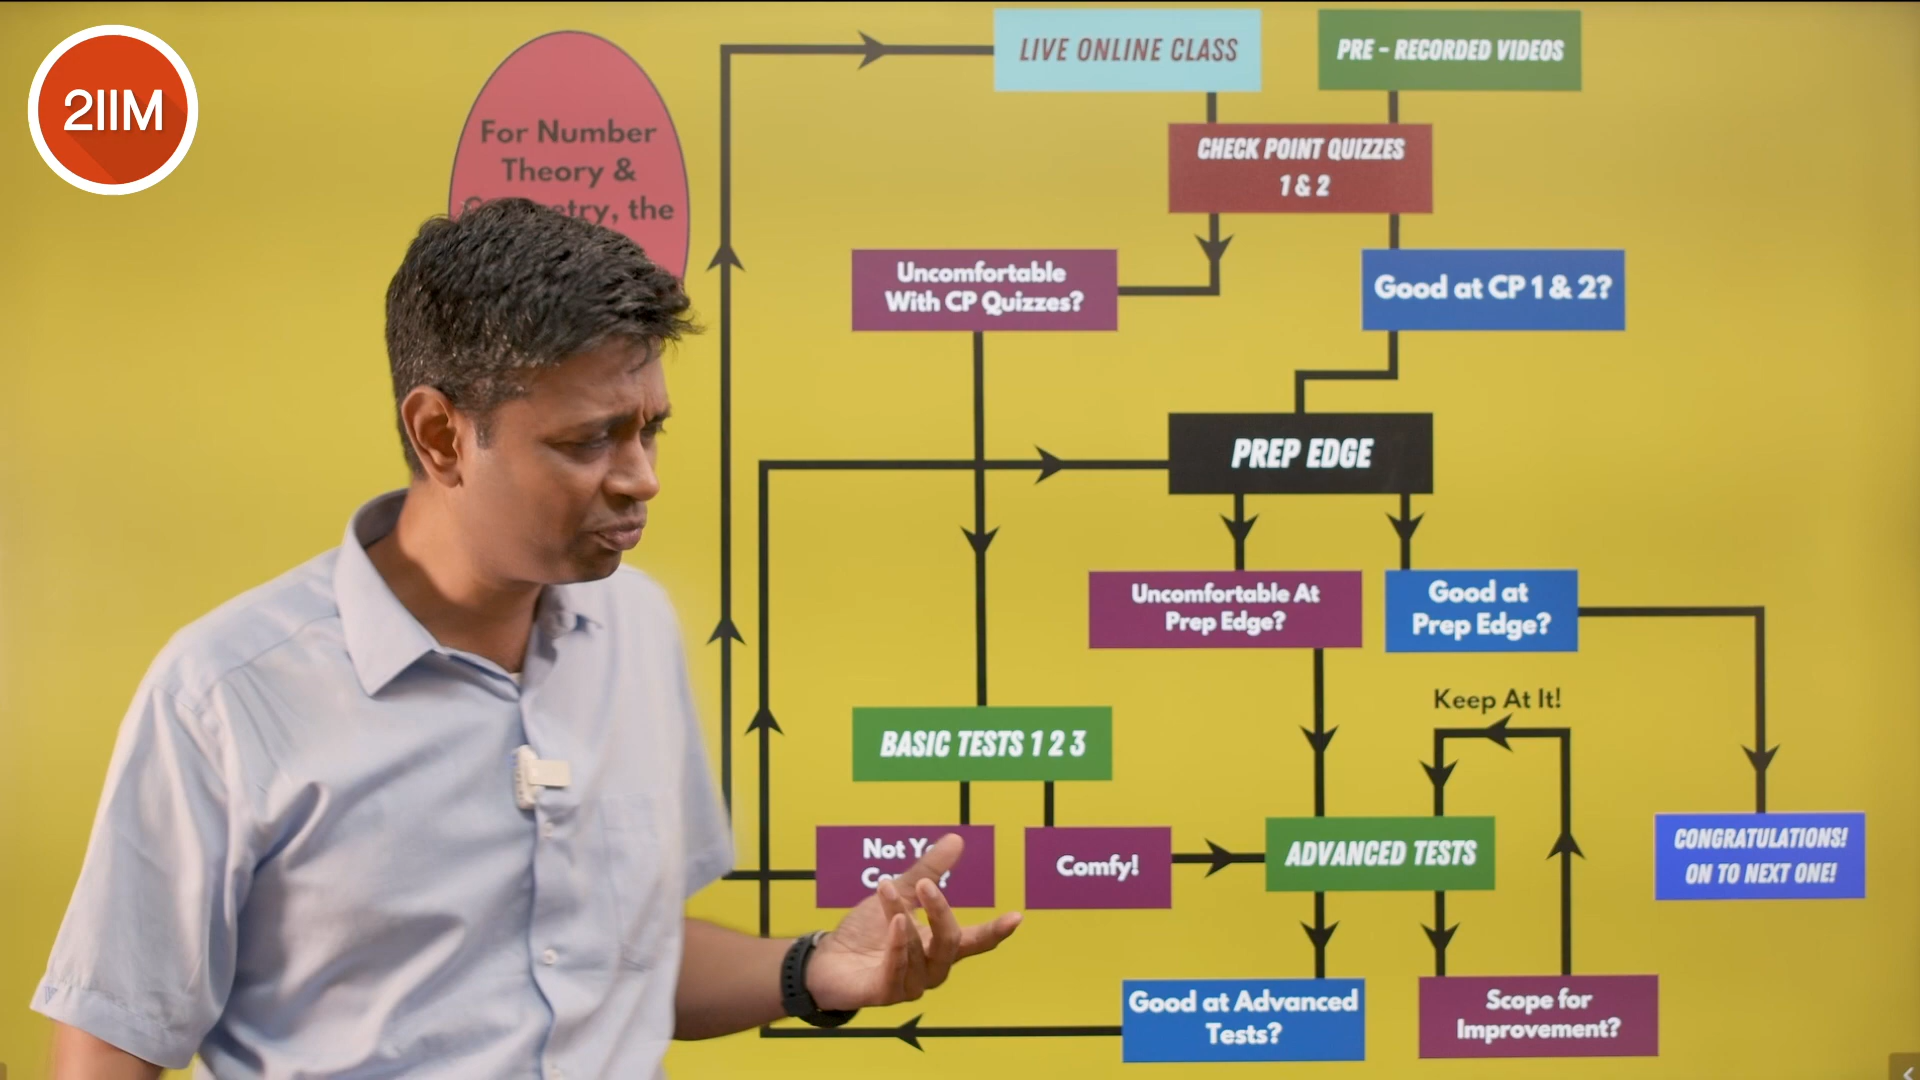 2IIM
For Number
Theory &
the
LIVE ONLINE CLASS
PRE - RECORDED VIDEOS
CHECK POINT QUIZZES
1 & 2
Uncomfortable
With CP Quizzes?
Good at CP 1 & 2?
PREP EDGE
Uncomfortable At
Prep Edge?
Good at
Prep Edge?
Keep At It!
BASIC TESTS 1 2 3
Not
Comfy!
ADVANCED TESTS
CONGRATULATIONS!
ON TO NEXT ONE!
Good at Advanced
Tests?
Scope for
Improvement?